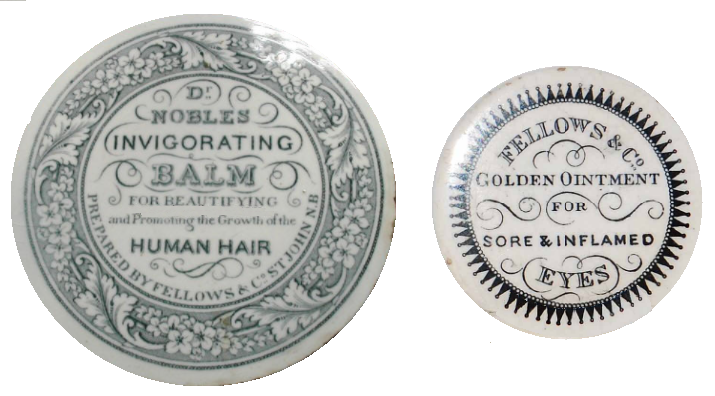 Dr.
NOBLES
INVIGORATING
BALM
FOR BEAUTIFYING
and Promoting the Growth of the
HUMAN HAIR
PREPARED BY FELLOWS & Co. ST JOHN N.B.
FELLOWS & Co.
GOLDEN OINTMENT
FOR
SORE & INFLAMED
EYES